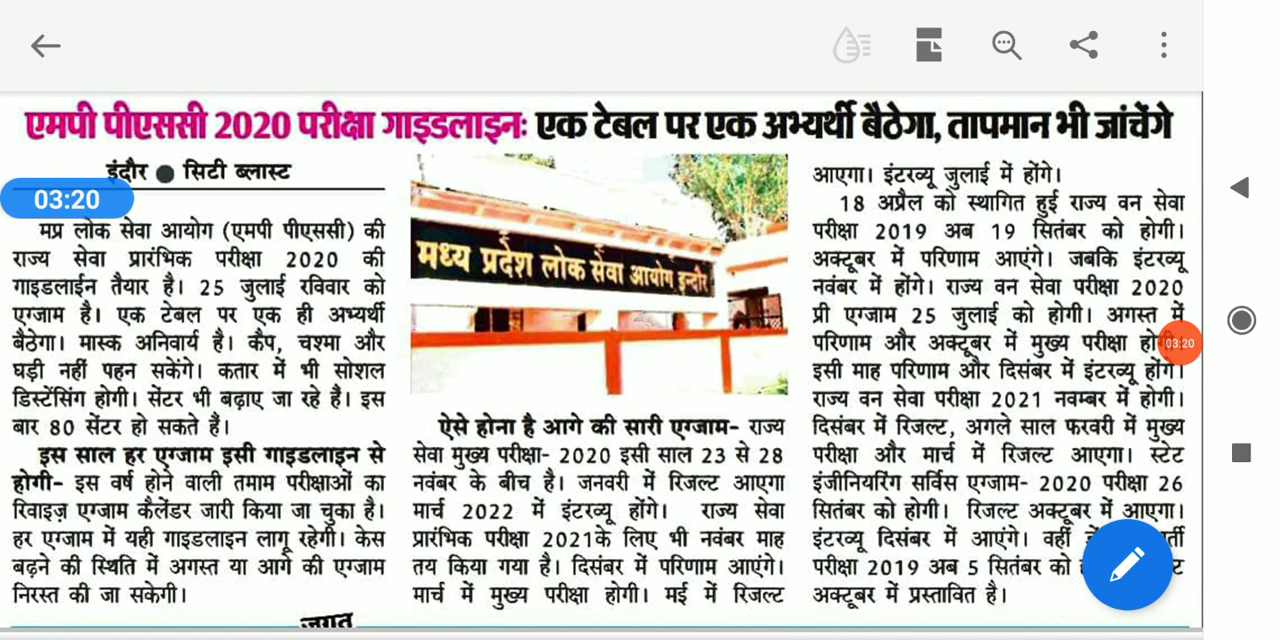 एमपी पीएससी 2020 परीक्षा गाइडलाइनः एक टेबल पर एक अभ्यर्थी बैठेगा, तापमान भी जांचेंगे
इंदौर ● सिटी ब्लास्ट
03:20
मप्र लोक सेवा आयोग (एमपी पीएससी) की
राज्य सेवा प्रारंभिक परीक्षा 2020 की
गाइडलाईन तैयार है। 25 जुलाई रविवार को
एग्जाम है। एक टेबल पर एक ही अभ्यर्थी
बैठेगा। मास्क अनिवार्य है। कैप, चश्मा और
घड़ी नहीं पहन सकेंगे। कतार में भी सोशल
डिस्टेंसिंग होगी। सेंटर भी बढ़ाए जा रहे हैं। इस
बार 80 सेंटर हो सकते हैं।
इस साल हर एग्जाम इसी गाइडलाइन से
होगी- इस वर्ष होने वाली तमाम परीक्षाओं का
रिवाइज़ एग्जाम कैलेंडर जारी किया जा चुका है।
हर एग्जाम में यही गाइडलाइन लागू रहेगी। केस
बढ़ने की स्थिति में अगस्त या आगे की एग्जाम
निरस्त की जा सकेगी।
जगत
मध्य प्रदेश लोक सेवा आयोग इन्दौर
ऐसे होना है आगे की सारी एग्जाम- राज्य
सेवा मुख्य परीक्षा- 2020 इसी साल 23 से 28
नवंबर के बीच है। जनवरी में रिजल्ट आएगा
मार्च 2022 में इंटरव्यू होंगे। राज्य सेवा
प्रारंभिक परीक्षा 2021के लिए भी नवंबर माह
तय किया गया है। दिसंबर में परिणाम आएंगे।
मार्च में मुख्य परीक्षा होगी। मई में रिजल्ट
आएगा। इंटरव्यू जुलाई में होंगे।
18 अप्रैल को स्थागित हुई राज्य वन सेवा
परीक्षा 2019 अब 19 सितंबर को होगी।
अक्टूबर में परिणाम आएंगे। जबकि इंटरव्यू
नवंबर में होंगे। राज्य वन सेवा परीक्षा 2020
प्री एग्जाम 25 जुलाई को होगी। अगस्त में
परिणाम और अक्टूबर में मुख्य परीक्षा
03:20
इसी माह परिणाम और दिसंबर में इंटरव्यू होंगे।
राज्य वन सेवा परीक्षा 2021 नवम्बर में होगी।
दिसंबर में रिजल्ट, अगले साल फरवरी में मुख्य
परीक्षा और मार्च में रिजल्ट आएगा। स्टेट
इंजीनियरिंग सर्विस एग्जाम- 2020 परीक्षा 26
सितंबर को होगी। रिजल्ट अक्टूबर में आएगा।
इंटरव्यू दिसंबर में आएंगे। वहीं
परीक्षा 2019 अब 5 सितंबर को
अक्टूबर में प्रस्तावित है।